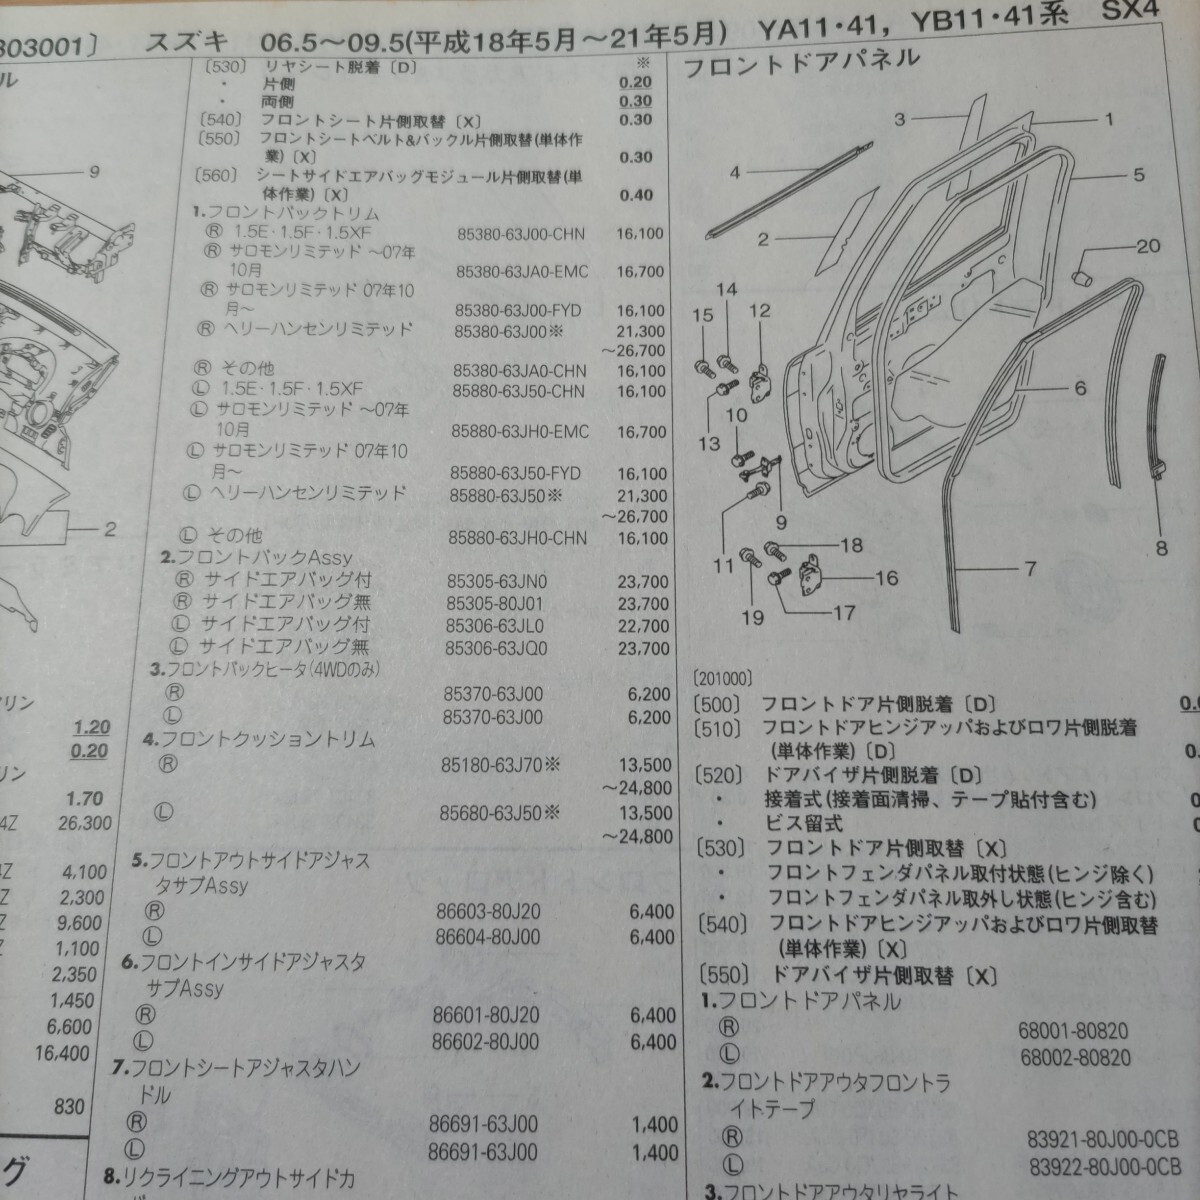 803001〕 スズキ 06.5〜09.5(平成18年5月〜21年5月) YA11・41, YB11・41系 SX4
ル
9
2
リン
1.20
0.20
リン
1.70
4Z 26,300
4Z 4,100
Z 2,300
Z 9,600
Z 1,100
2,350
1,450
6,600
16,400
830
グ
〔530〕 リヤシート脱着〔D〕 ※
・ 片側 0.20
・ 両側 0.30
〔540〕 フロントシート片側取替〔X〕 0.30
〔550〕 フロントシートベルト&バックル片側取替(単体作
業)〔X〕 0.30
〔560〕 シートサイドエアバッグモジュール片側取替(単
体作業)〔X〕 0.40
1.フロントバックトリム
Ⓡ 1.5E・1.5F・1.5XF 85380-63J00-CHN 16,100
Ⓡ サロモンリミテッド 〜07年
10月 85380-63JA0-EMC 16,700
Ⓡ サロモンリミテッド 07年10
月〜 85380-63J00-FYD 16,100
Ⓡ ヘリーハンセンリミテッド 85380-63J00※ 21,300
〜26,700
Ⓡ その他 85380-63JA0-CHN 16,100
Ⓛ 1.5E・1.5F・1.5XF 85880-63J50-CHN 16,100
Ⓛ サロモンリミテッド 〜07年
10月 85880-63JH0-EMC 16,700
Ⓛ サロモンリミテッド 07年10
月〜 85880-63J50-FYD 16,100
Ⓛ ヘリーハンセンリミテッド 85880-63J50※ 21,300
〜26,700
Ⓛ その他 85880-63JH0-CHN 16,100
2.フロントバックAssy
Ⓡ サイドエアバッグ付 85305-63JN0 23,700
Ⓡ サイドエアバッグ無 85305-80J01 23,700
Ⓛ サイドエアバッグ付 85306-63JL0 22,700
Ⓛ サイドエアバッグ無 85306-63JQ0 23,700
3.フロントバックヒータ(4WDのみ)
Ⓡ 85370-63J00 6,200
Ⓛ 85370-63J00 6,200
4.フロントクッショントリム
Ⓡ 85180-63J70※ 13,500
〜24,800
Ⓛ 85680-63J50※ 13,500
〜24,800
5.フロントアウトサイドアジャス
タサブAssy
Ⓡ 86603-80J20 6,400
Ⓛ 86604-80J00 6,400
6.フロントインサイドアジャスタ
サブAssy
Ⓡ 86601-80J20 6,400
Ⓛ 86602-80J00 6,400
7.フロントシートアジャスタハン
ドル
Ⓡ 86691-63J00 1,400
Ⓛ 86691-63J00 1,400
8.リクライニングアウトサイドカ
フロントドアパネル
3
1
4
5
2
20
14
15
12
6
13
10
9
11
18
8
16
7
19
17
〔201000〕
〔500〕 フロントドア片側脱着〔D〕 0.
〔510〕 フロントドアヒンジアッパおよびロワ片側脱着
(単体作業)〔D〕 0.
〔520〕 ドアバイザ片側脱着〔D〕
・ 接着式(接着面清掃、テープ貼付含む) 0
・ ビス留式 0
〔530〕 フロントドア片側取替〔X〕
・ フロントフェンダパネル取付状態(ヒンジ除く)
・ フロントフェンダパネル取外し状態(ヒンジ含む)
〔540〕 フロントドアヒンジアッパおよびロワ片側取替
(単体作業)〔X〕
〔550〕 ドアバイザ片側取替〔X〕
1.フロントドアパネル
Ⓡ 68001-80820
Ⓛ 68002-80820
2.フロントドアアウタフロントラ
イトテープ
Ⓡ 83921-80J00-0CB
Ⓛ 83922-80J00-0CB
3.フロントドアアウタリヤライト